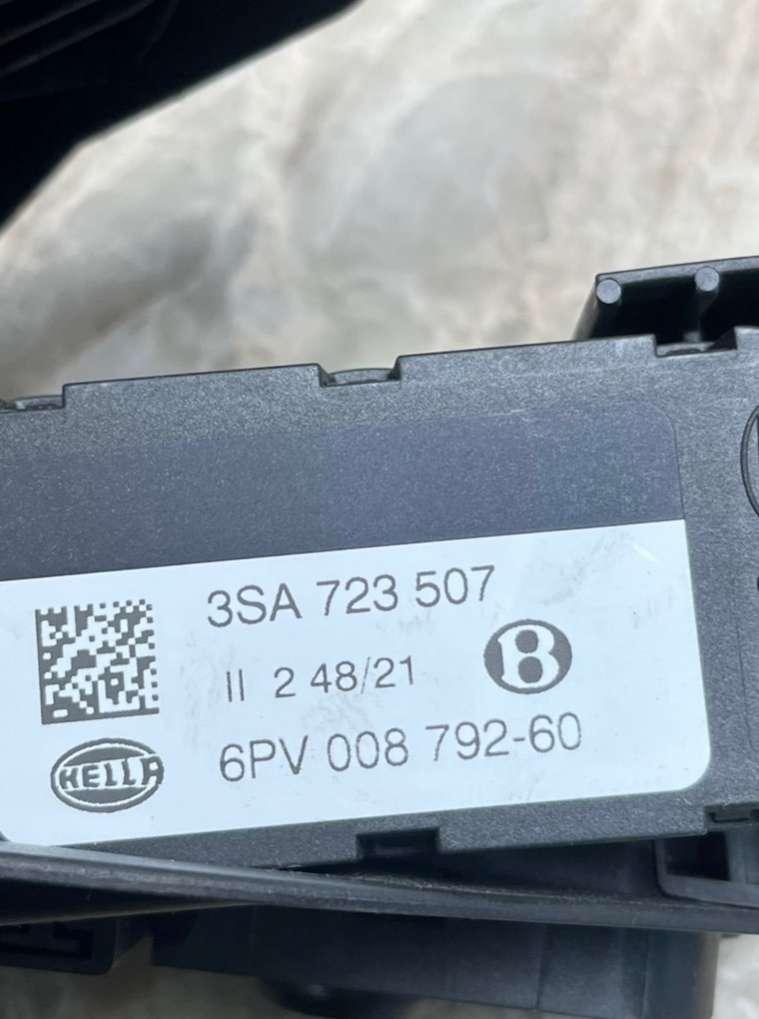 3SA 723 507
II 2 48/21
B
6PV 008 792-60
HELLA